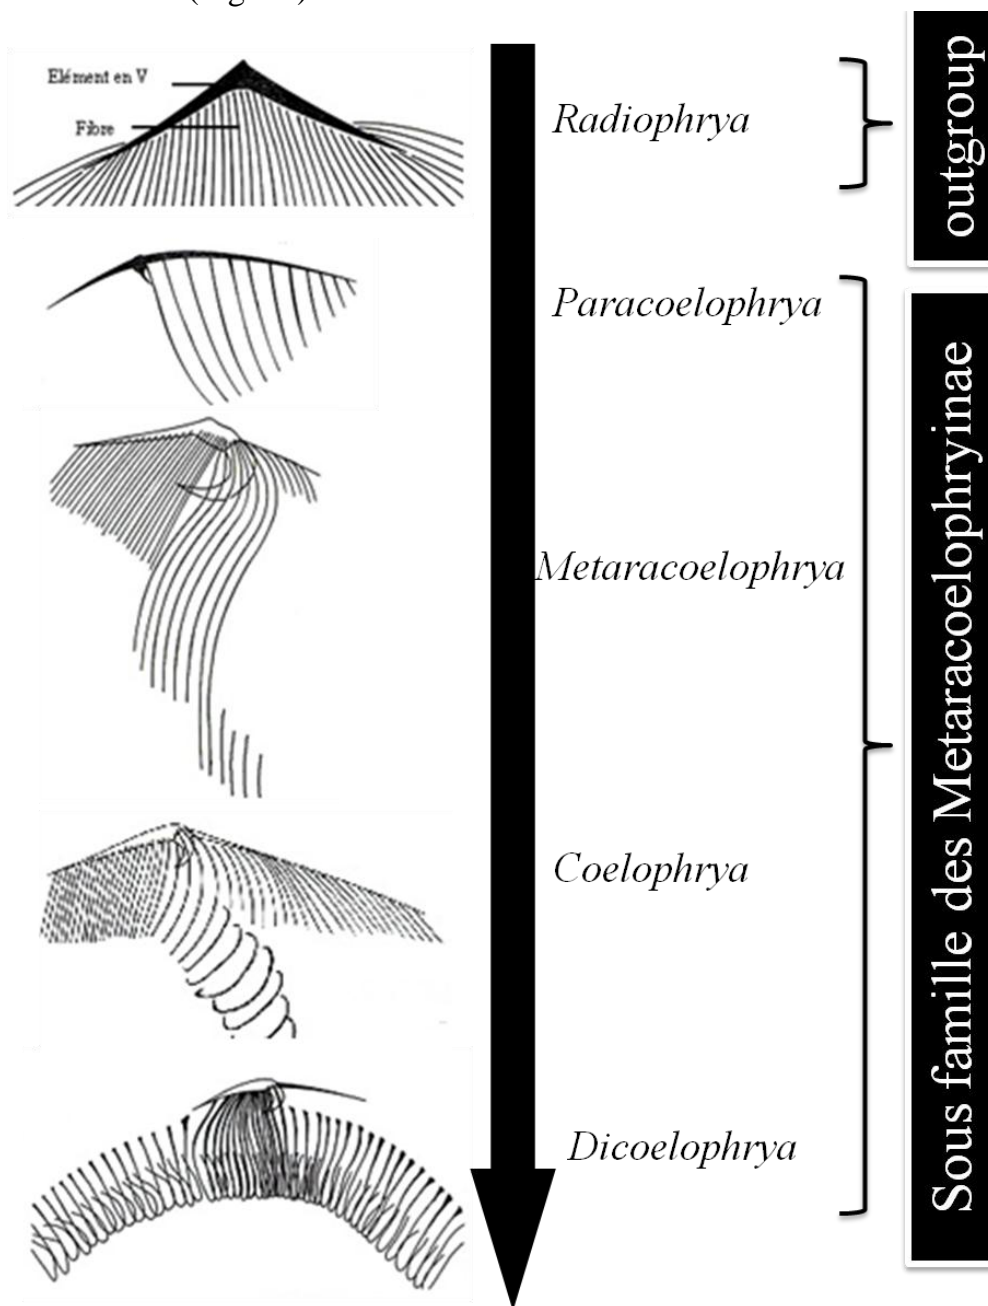 Elément en V
Fibre
Radiophrya
outgroup
Paracoelophrya
Metaracoelophrya
Coelophrya
Dicoelophrya
Sous famille des Metaracoelophryinae